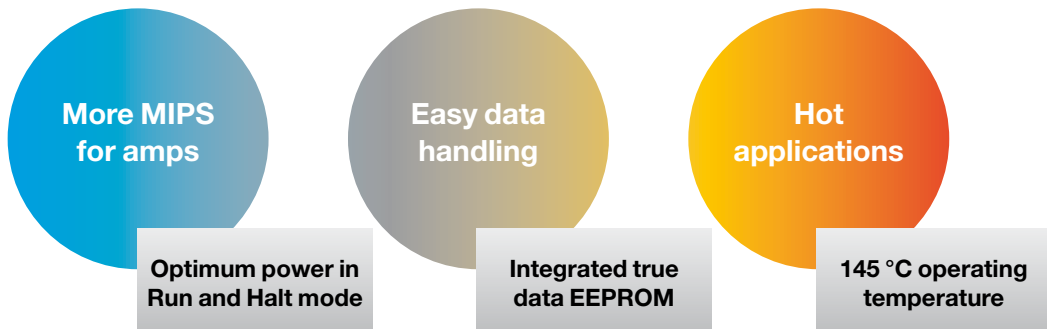 More MIPS
for amps
Optimum power in
Run and Halt mode
Easy data
handling
Integrated true
data EEPROM
Hot
applications
145 °C operating
temperature